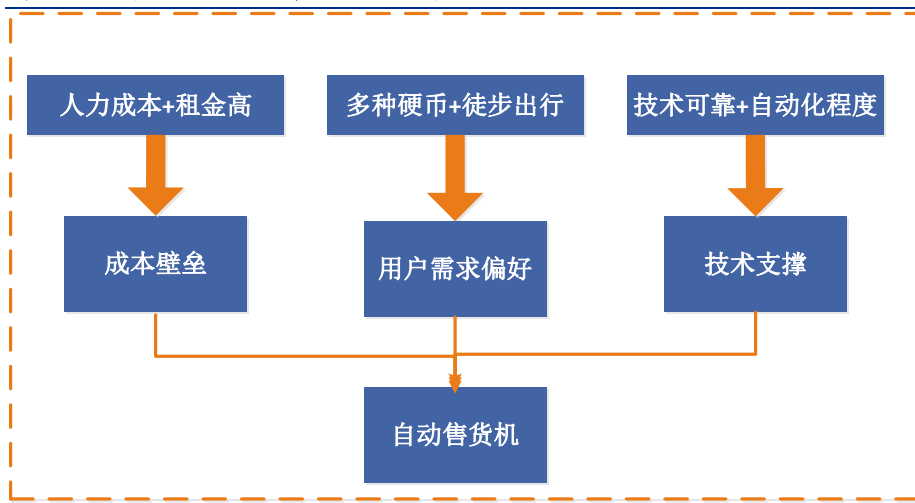 人力成本+租金高
多种硬币+徒步出行
技术可靠+自动化程度
成本壁垒
用户需求偏好
技术支撑
自动售货机